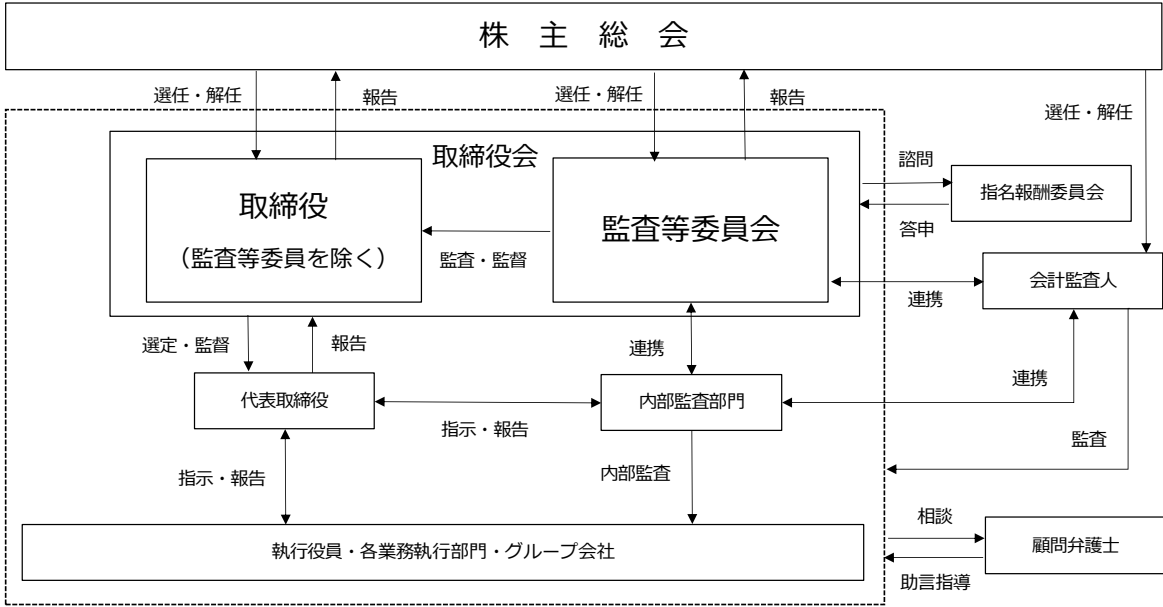 株 主 総 会
選任・解任
報告
選任・解任
報告
選任・解任
取締役会
取締役
（監査等委員を除く）
監査・監督
監査等委員会
諮問
指名報酬委員会
答申
連携
会計監査人
選定・監督
報告
連携
連携
代表取締役
指示・報告
内部監査部門
監査
指示・報告
内部監査
執行役員・各業務執行部門・グループ会社
相談
顧問弁護士
助言指導